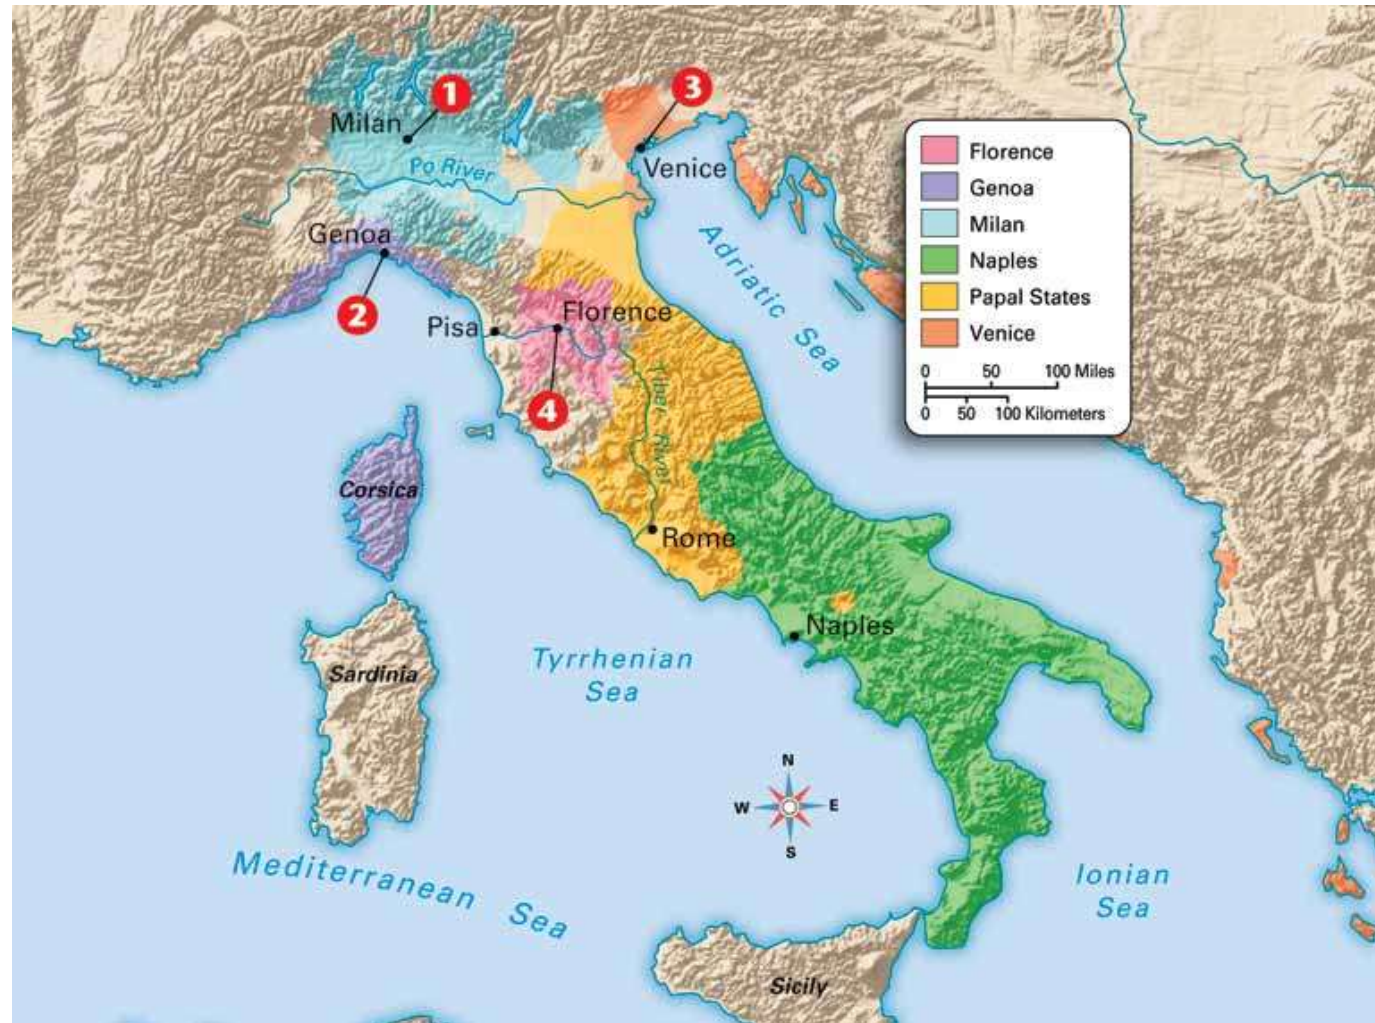 1
3
Milan
Po River
Venice
Genoa
2
Adriatic Sea
Pisa
Florence
4
Tiber River
Corsica
Rome
Naples
Sardinia
Tyrrhenian
Sea
N
W
E
S
Mediterranean Sea
Ionian
Sea
Sicily
Florence
Genoa
Milan
Naples
Papal States
Venice
0 50 100 Miles
0 50 100 Kilometers